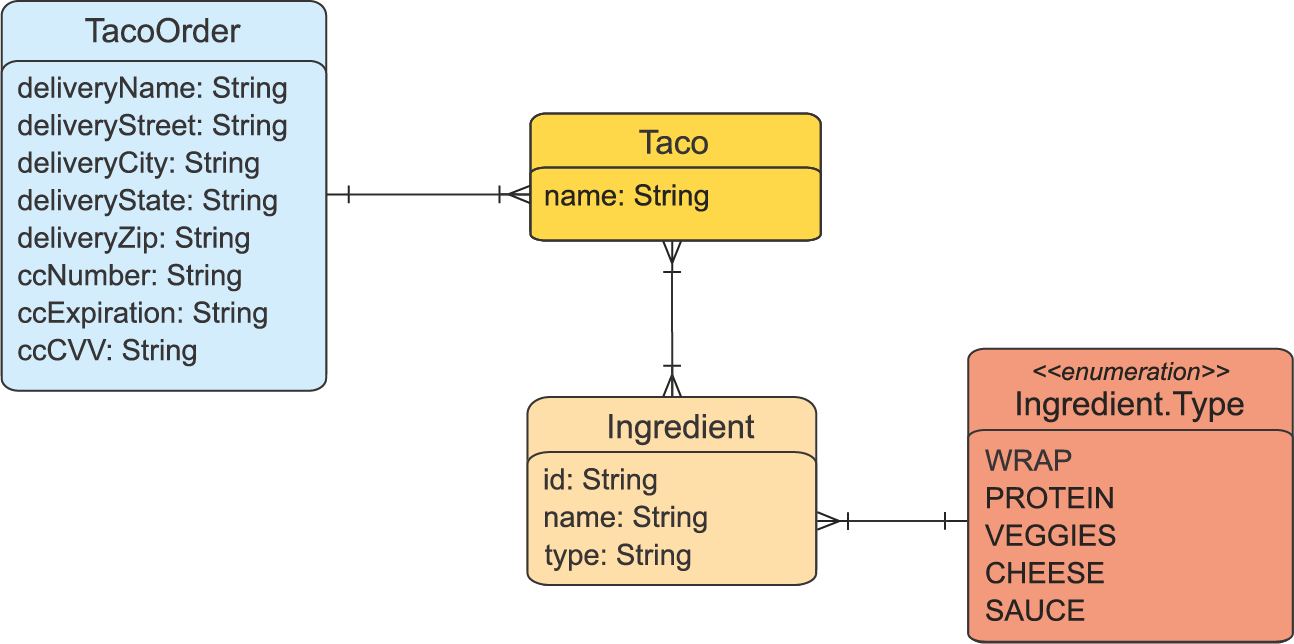 TacoOrder
deliveryName: String
deliveryStreet: String
deliveryCity: String
deliveryState: String
deliveryZip: String
ccNumber: String
ccExpiration: String
ccCVV: String
Taco
name: String
Ingredient
id: String
name: String
type: String
<<enumeration>>
Ingredient.Type
WRAP
PROTEIN
VEGGIES
CHEESE
SAUCE